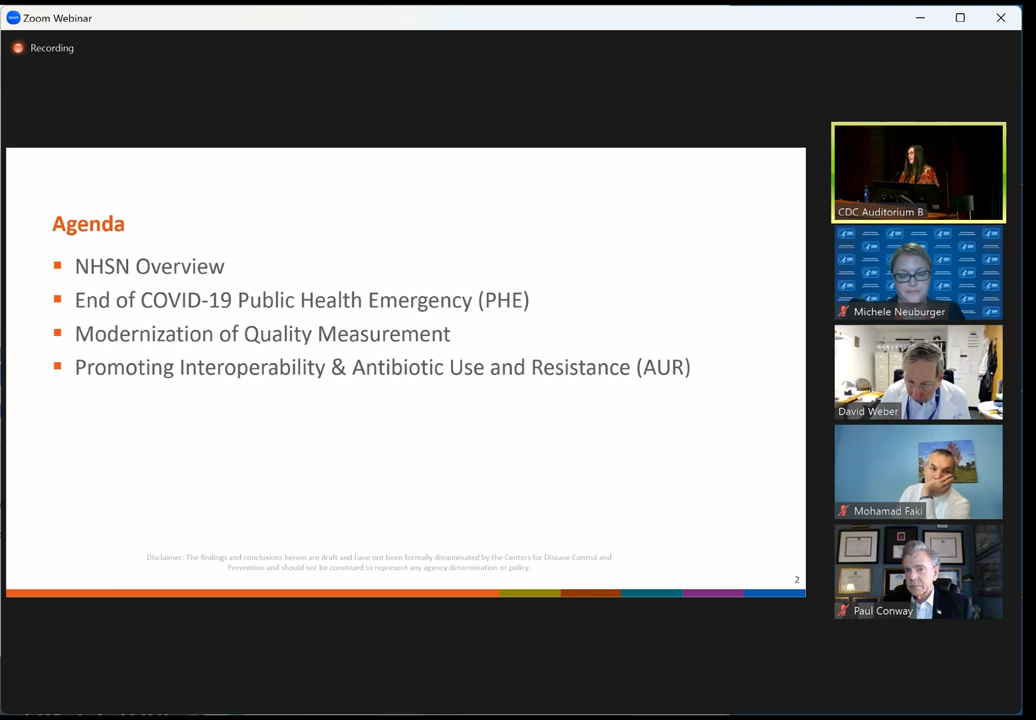 Zoom Webinar
Recording
Agenda
NHSN Overview
End of COVID-19 Public Health Emergency (PHE)
Modernization of Quality Measurement
Promoting Interoperability & Antibiotic Use and Resistance (AUR)
Disclaimer: The findings and conclusions herein are draft and have not been formally disseminated by the Centers for Disease Control and
Prevention and should not be construed to represent any agency determination or policy.
2
CDC Auditorium B
Michele Neuburger
David Weber
Mohamad Faki
Paul Conway